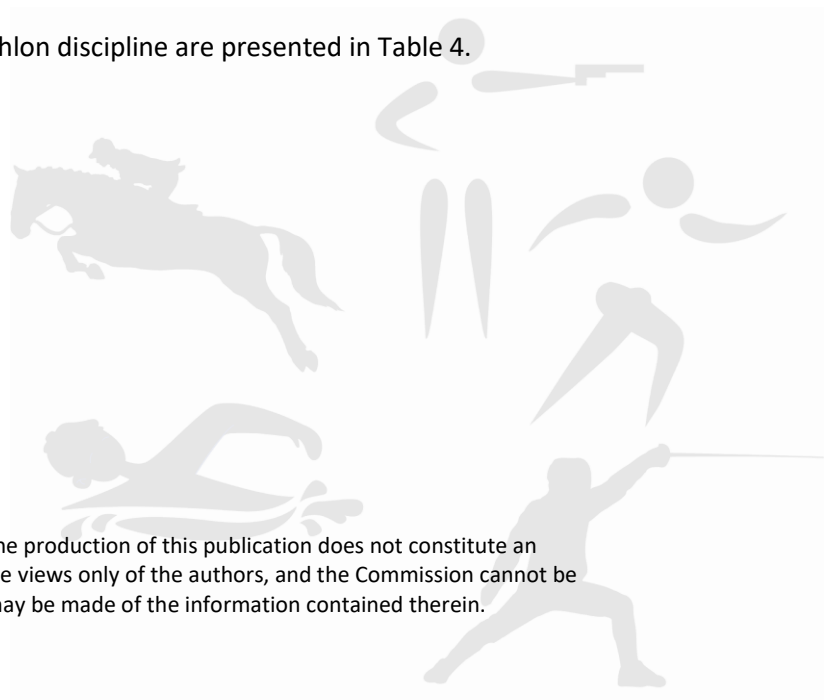 hlon discipline are presented in Table 4.
he production of this publication does not constitute an
e views only of the authors, and the Commission cannot be
may be made of the information contained therein.